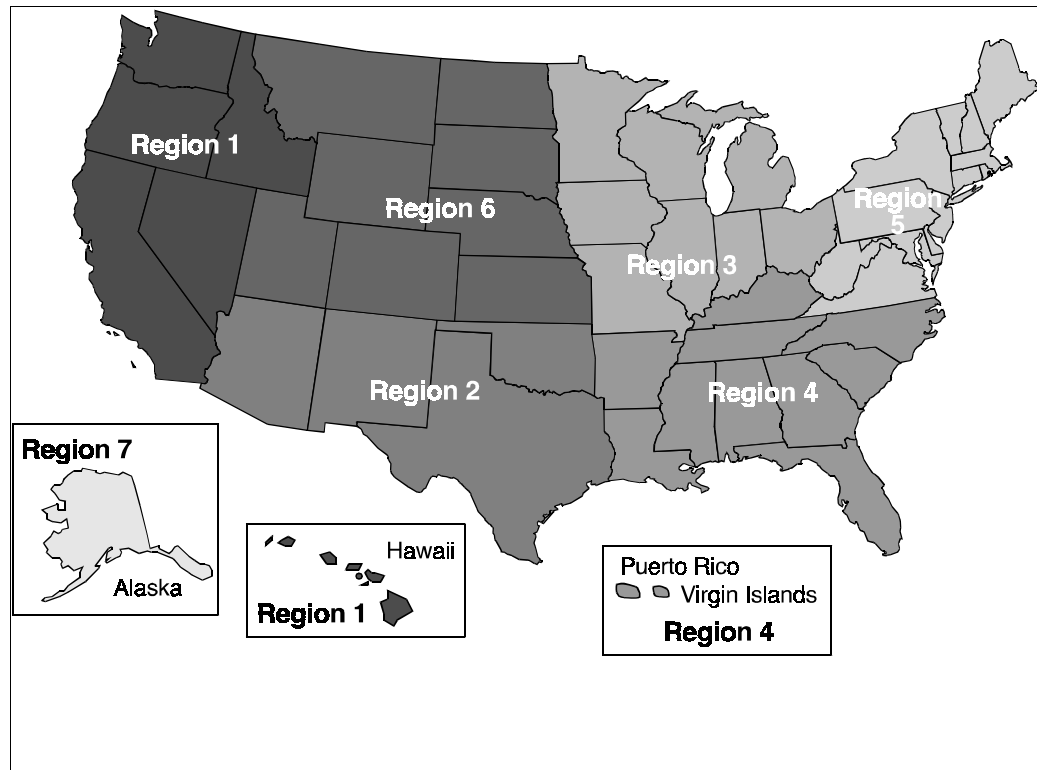 Region 1
Region 6
Region
5
Region 3
Region 2
Region 4
Region 7
Alaska
Hawaii
Region 1
Puerto Rico
Virgin Islands
Region 4